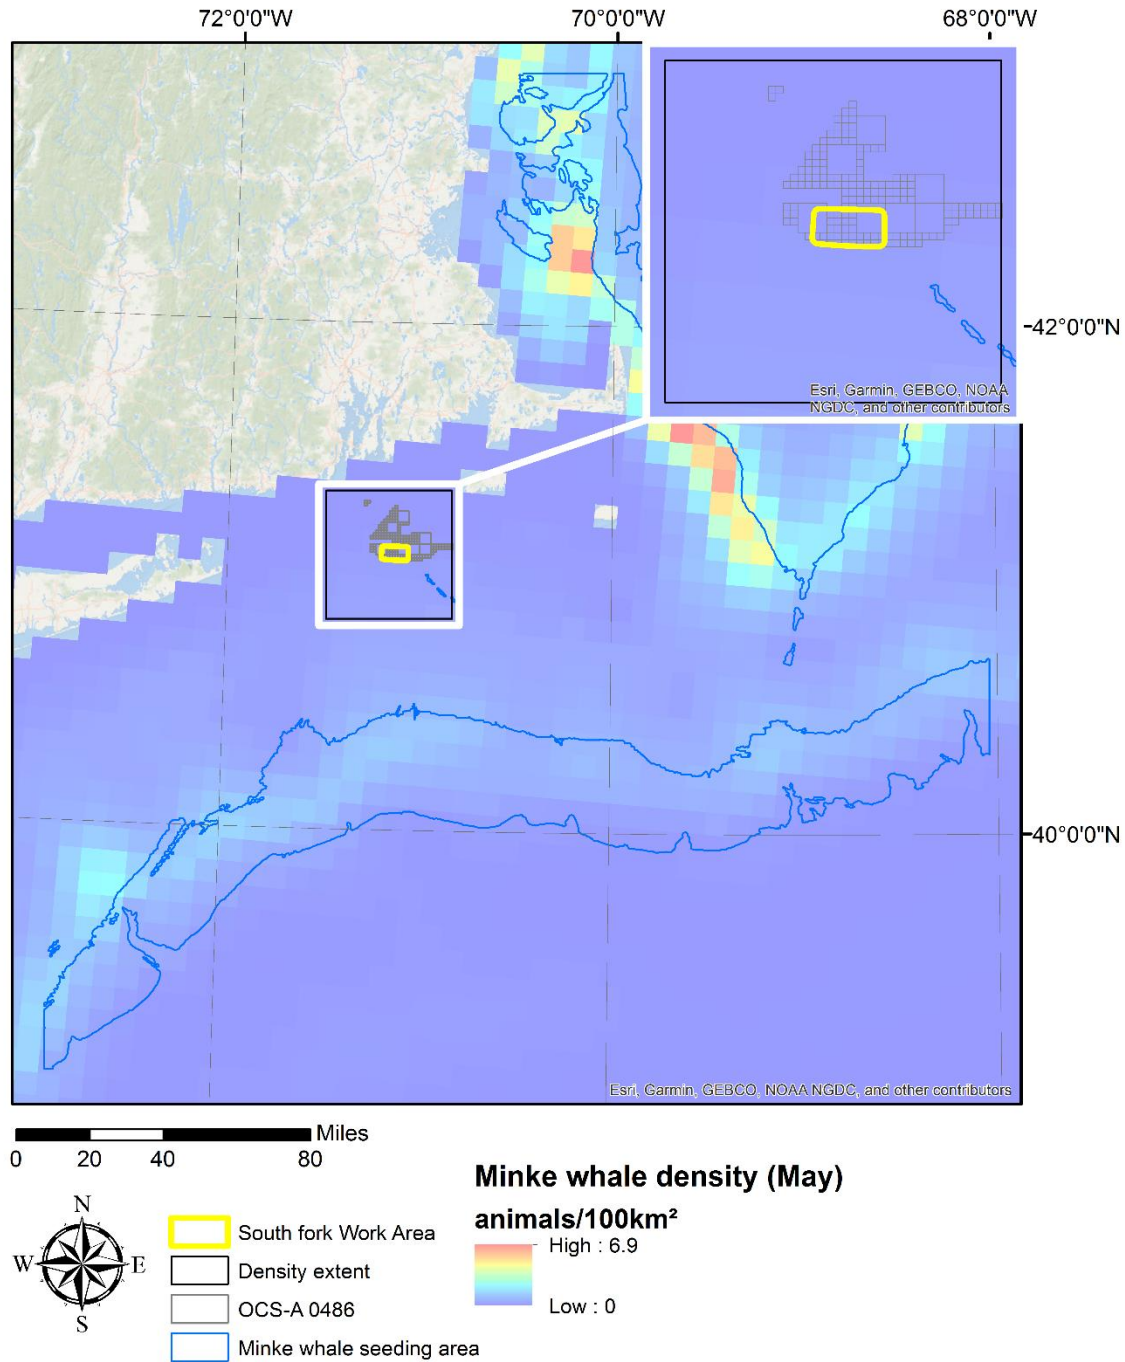 72°0'0"W 70°0'0"W 68°0'0"W
42°0'0"N
Esri, Garmin, GEBCO, NOAA
NGDC, and other contributors
40°0'0"N
Esri, Garmin, GEBCO, NOAA NGDC, and other contributors
Miles
0 20 40 80
Minke whale density (May)
animals/100km²
High : 6.9
Low : 0
N
W E
S
South fork Work Area
Density extent
OCS-A 0486
Minke whale seeding area